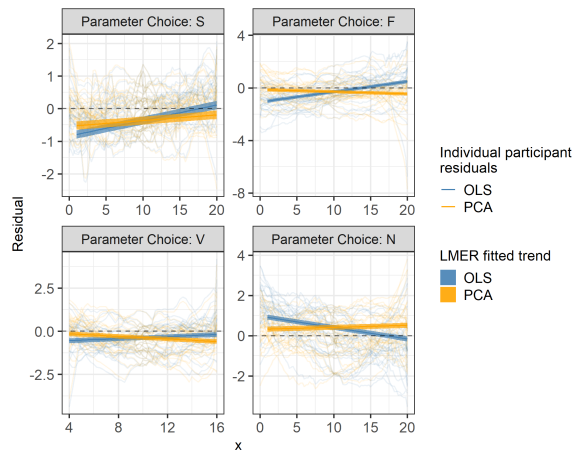 Parameter Choice: S
Parameter Choice: F
2
1
0
-1
-2
0 5 10 15 20
4
0
-4
-8
0 5 10 15 20
Parameter Choice: V
Parameter Choice: N
2.5
0.0
-2.5
4 8 12 16
4
2
0
-2
0 5 10 15 20
Residual
x
Individual participant
residuals
OLS
PCA
LMER fitted trend
OLS
PCA